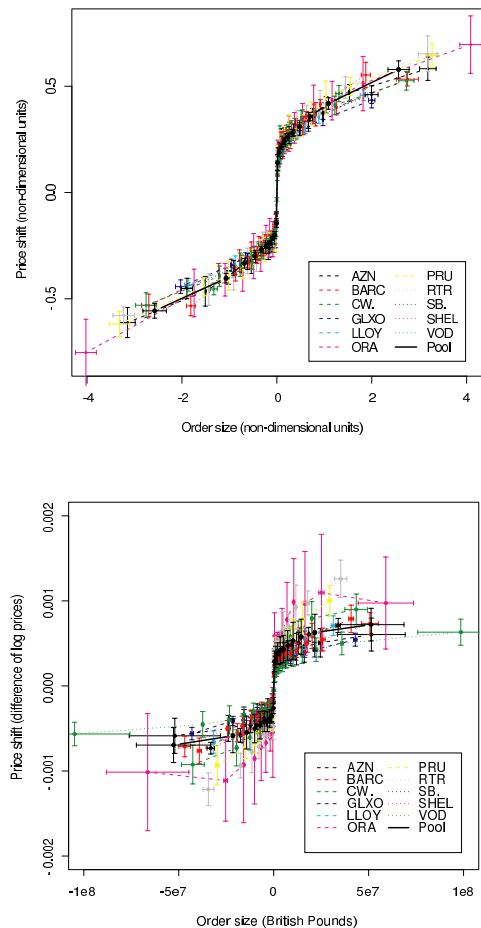 Price shift (non-dimensional units)
0.5
0.0
0.5
-4
-2
0
2
4
Order size (non-dimensional units)
AZN
BARC
CW.
GLXO
LLOY
ORA
PRU
RTR
SB.
SHEL
VOD
Pool
Price shift (difference of log prices)
0.002
0.001
0.000
-0.001
-0.002
-1e8
-5e7
0
5e7
1e8
Order size (British Pounds)
AZN
BARC
CW.
GLXO
LLOY
ORA
PRU
RTR
SB.
SHEL
VOD
Pool